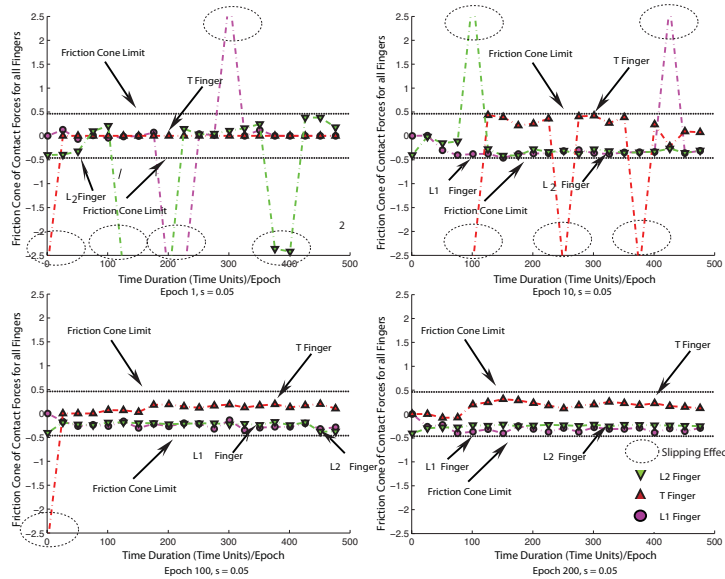 Friction Cone of Contact Forces for all Fingers
2.5
2
1.5
1
0.5
0
-0.5
-1
-1.5
-2
-2.5
Friction Cone Limit
T Finger
L2Finger
/
Friction Cone Limit
2
0
100
200
300
400
500
Time Duration (Time Units)/Epoch
Epoch 1, s = 0.05
Friction Cone of Contact Forces for all Fingers
2.5
2
1.5
1
0.5
0
-0.5
-1
-1.5
-2
-2.5
Friction Cone Limit
T Finger
L1 Finger
L2 Finger
Friction Cone Limit
0
100
200
300
400
500
Time Duration (Time Units)/Epoch
Epoch 10, s = 0.05
Friction Cone of Contact Forces for all Fingers
2.5
2
1.5
1
0.5
0
-0.5
-1
-1.5
-2
-2.5
Friction Cone Limit
T Finger
L1 Finger
L2 Finger
Friction Cone Limit
0
100
200
300
400
500
Time Duration (Time Units)/Epoch
Epoch 100, s = 0.05
Friction Cone of Contact Forces for all Fingers
2.5
2
1.5
1
0.5
0
-0.5
-1
-1.5
-2
-2.5
Friction Cone Limit
T Finger
L1 Finger
L2 Finger
Friction Cone Limit
Slipping Effec
L2 Finger
T Finger
L1 Finger
0
100
200
300
400
500
Time Duration (Time Units)/Epoch
Epoch 200, s = 0.05